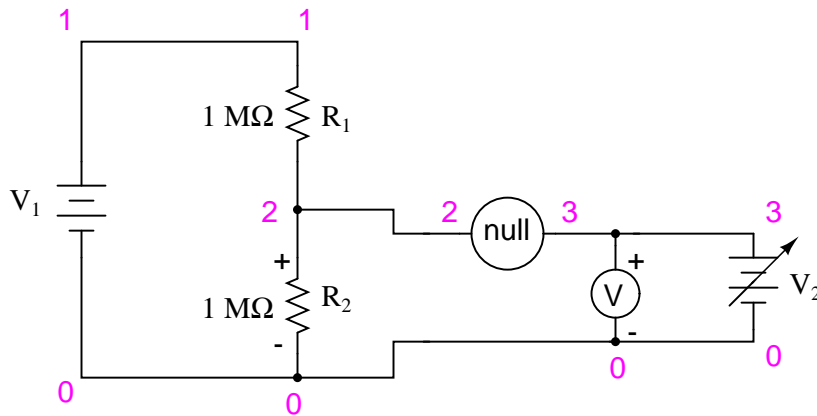 1 1
1 MΩ R1
V1
2 2 null 3 3
+ +
1 MΩ R2 V V2
- -
0 0 0 0